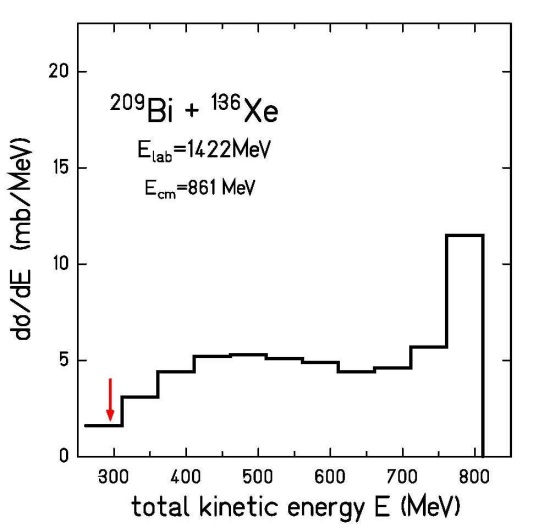 20
15
10
5
0
dσ/dE (mb/MeV)
²⁰⁹Bi + ¹³⁶Xe
E_lab=1422MeV
E_cm=861 MeV
300 400 500 600 700 800
total kinetic energy E (MeV)